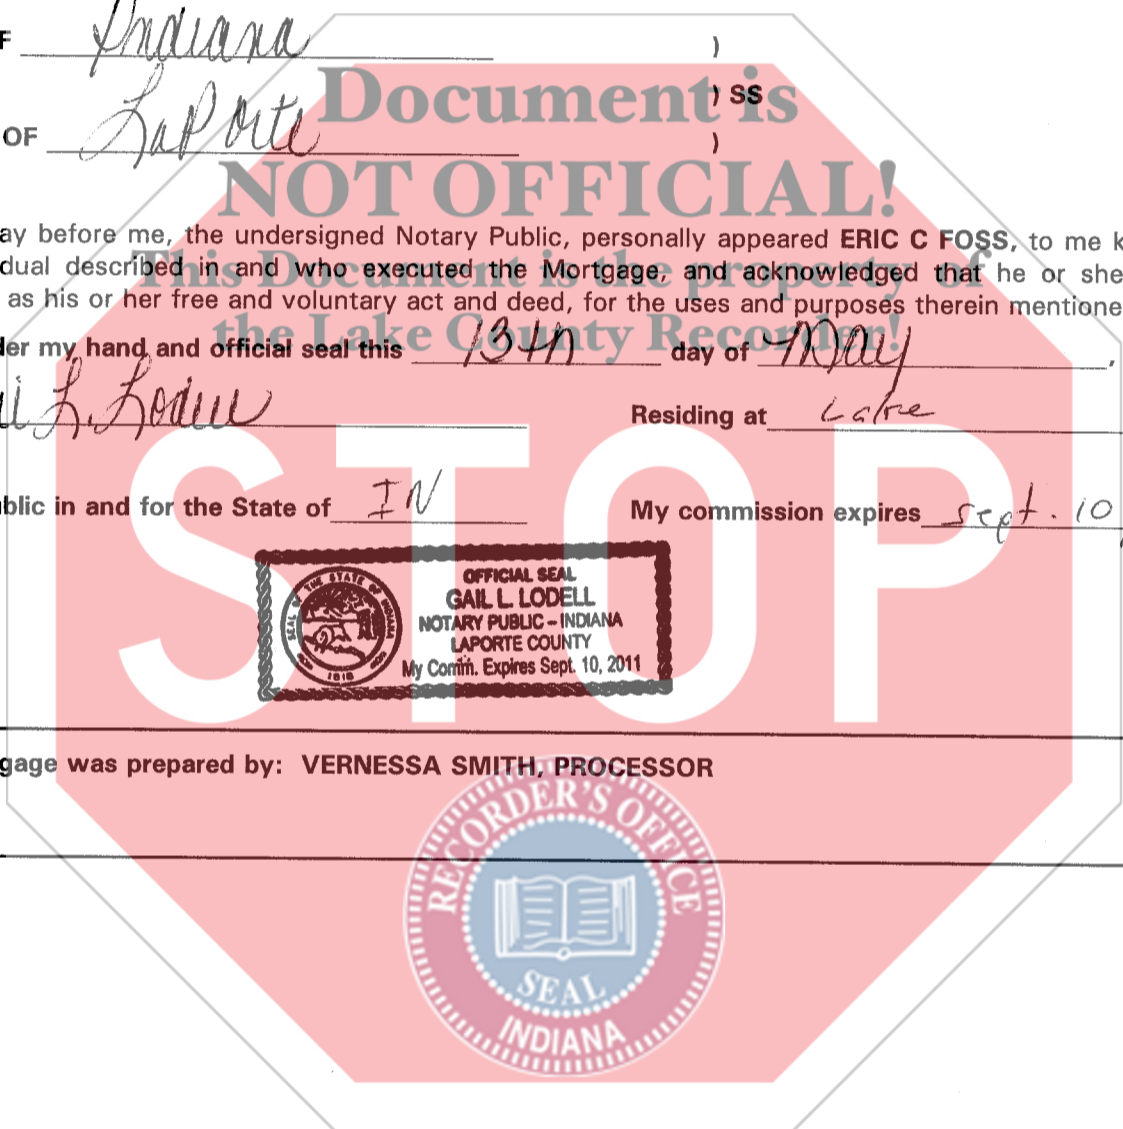 F Indiana )
) SS
OF LaPorte )
Document is
NOT OFFICIAL!
This Document is the property of
the Lake County Recorder!
ay before me, the undersigned Notary Public, personally appeared ERIC C FOSS, to me k
dual described in and who executed the Mortgage, and acknowledged that he or she
as his or her free and voluntary act and deed, for the uses and purposes therein mentione
er my hand and official seal this 13th day of May,
il L. Lodell Residing at Lake
blic in and for the State of IN My commission expires Sept. 10
STOP
OFFICIAL SEAL
GAIL L. LODELL
NOTARY PUBLIC - INDIANA
LAPORTE COUNTY
My Comm. Expires Sept. 10, 2011
SEAL OF THE STATE OF INDIANA
1816
gage was prepared by: VERNESSA SMITH, PROCESSOR
RECORDER'S OFFICE
SEAL
INDIANA